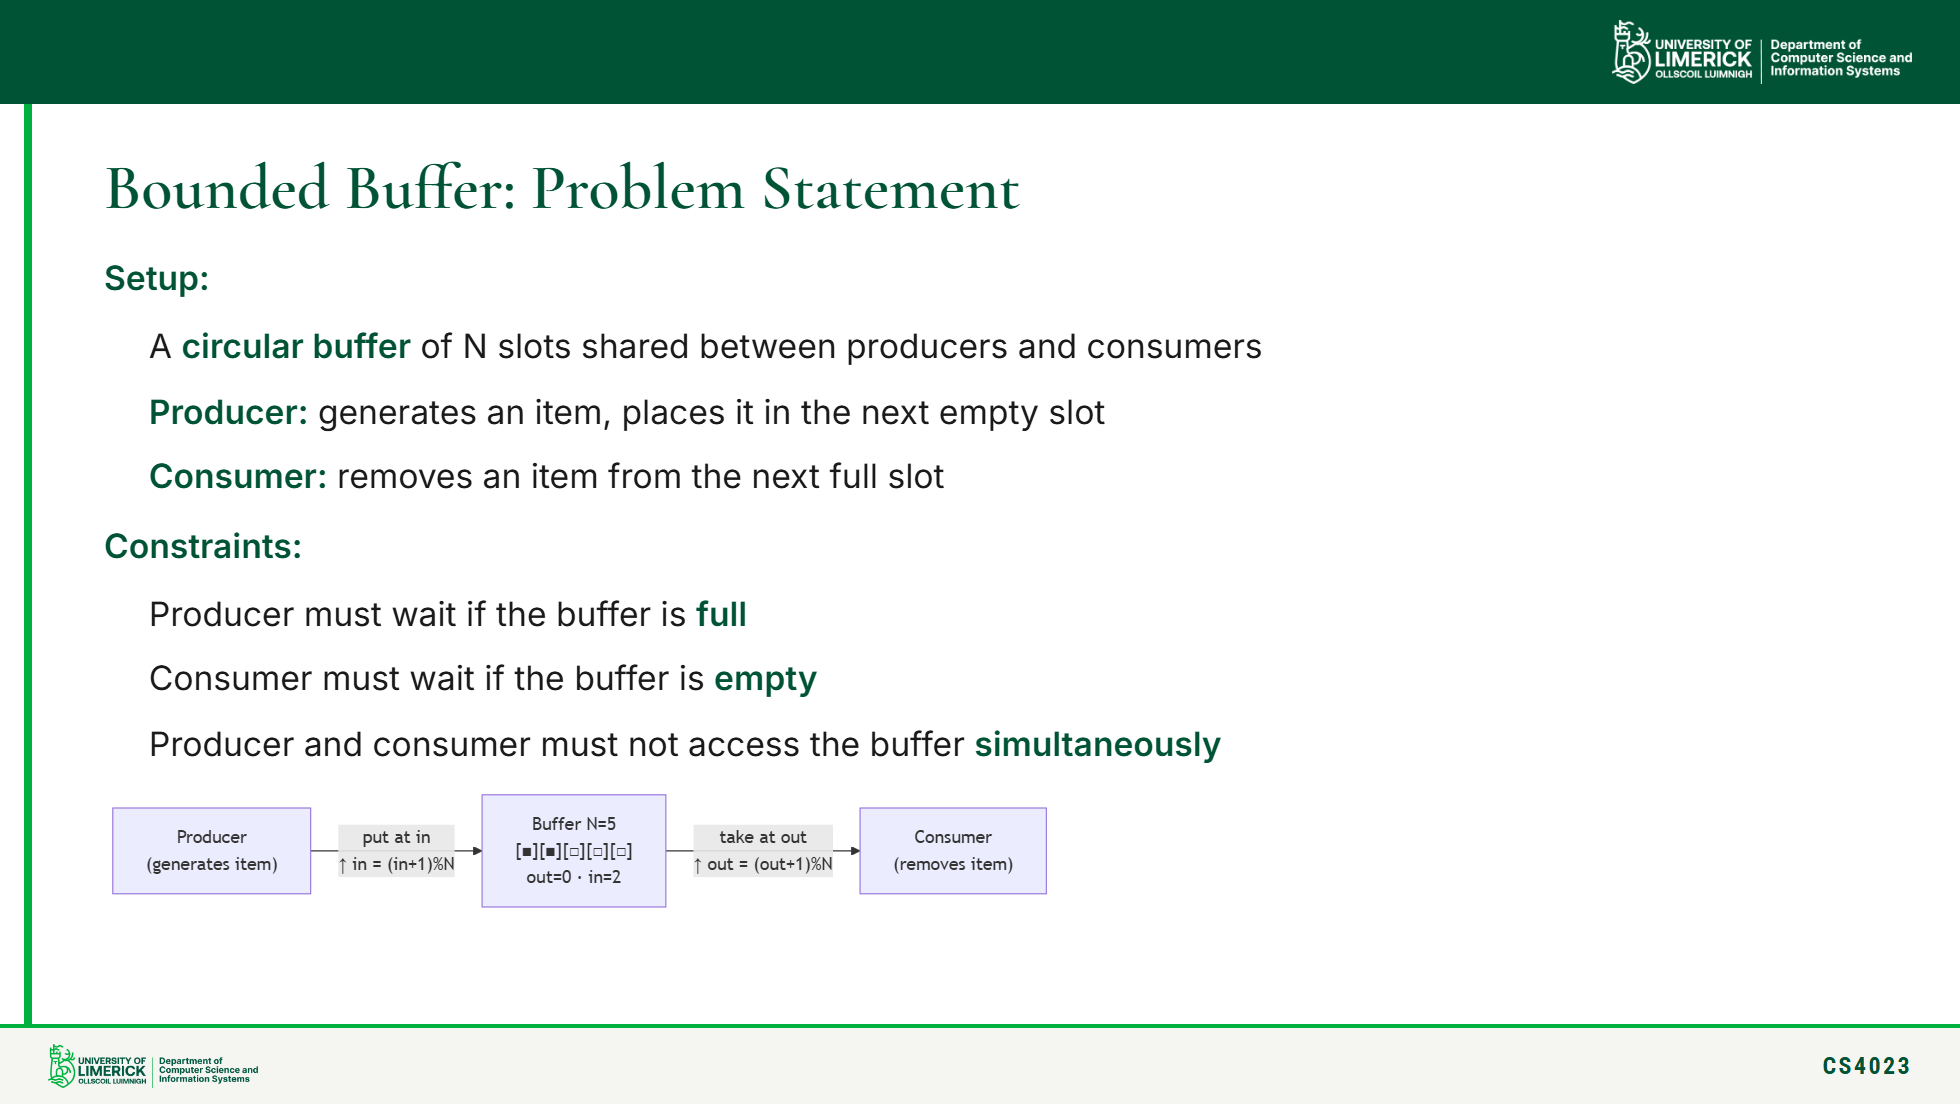 UNIVERSITY OF
LIMERICK
OLLSCOIL LUIMNIGH
Department of
Computer Science and
Information Systems
Bounded Buffer: Problem Statement
Setup:
A circular buffer of N slots shared between producers and consumers
Producer: generates an item, places it in the next empty slot
Consumer: removes an item from the next full slot
Constraints:
Producer must wait if the buffer is full
Consumer must wait if the buffer is empty
Producer and consumer must not access the buffer simultaneously
Producer
(generates item)
put at in
↑ in = (in+1)%N
Buffer N=5
[■][■][□][□][□]
out=0 · in=2
take at out
↑ out = (out+1)%N
Consumer
(removes item)
UNIVERSITY OF
LIMERICK
OLLSCOIL LUIMNIGH
Department of
Computer Science and
Information Systems
CS4023